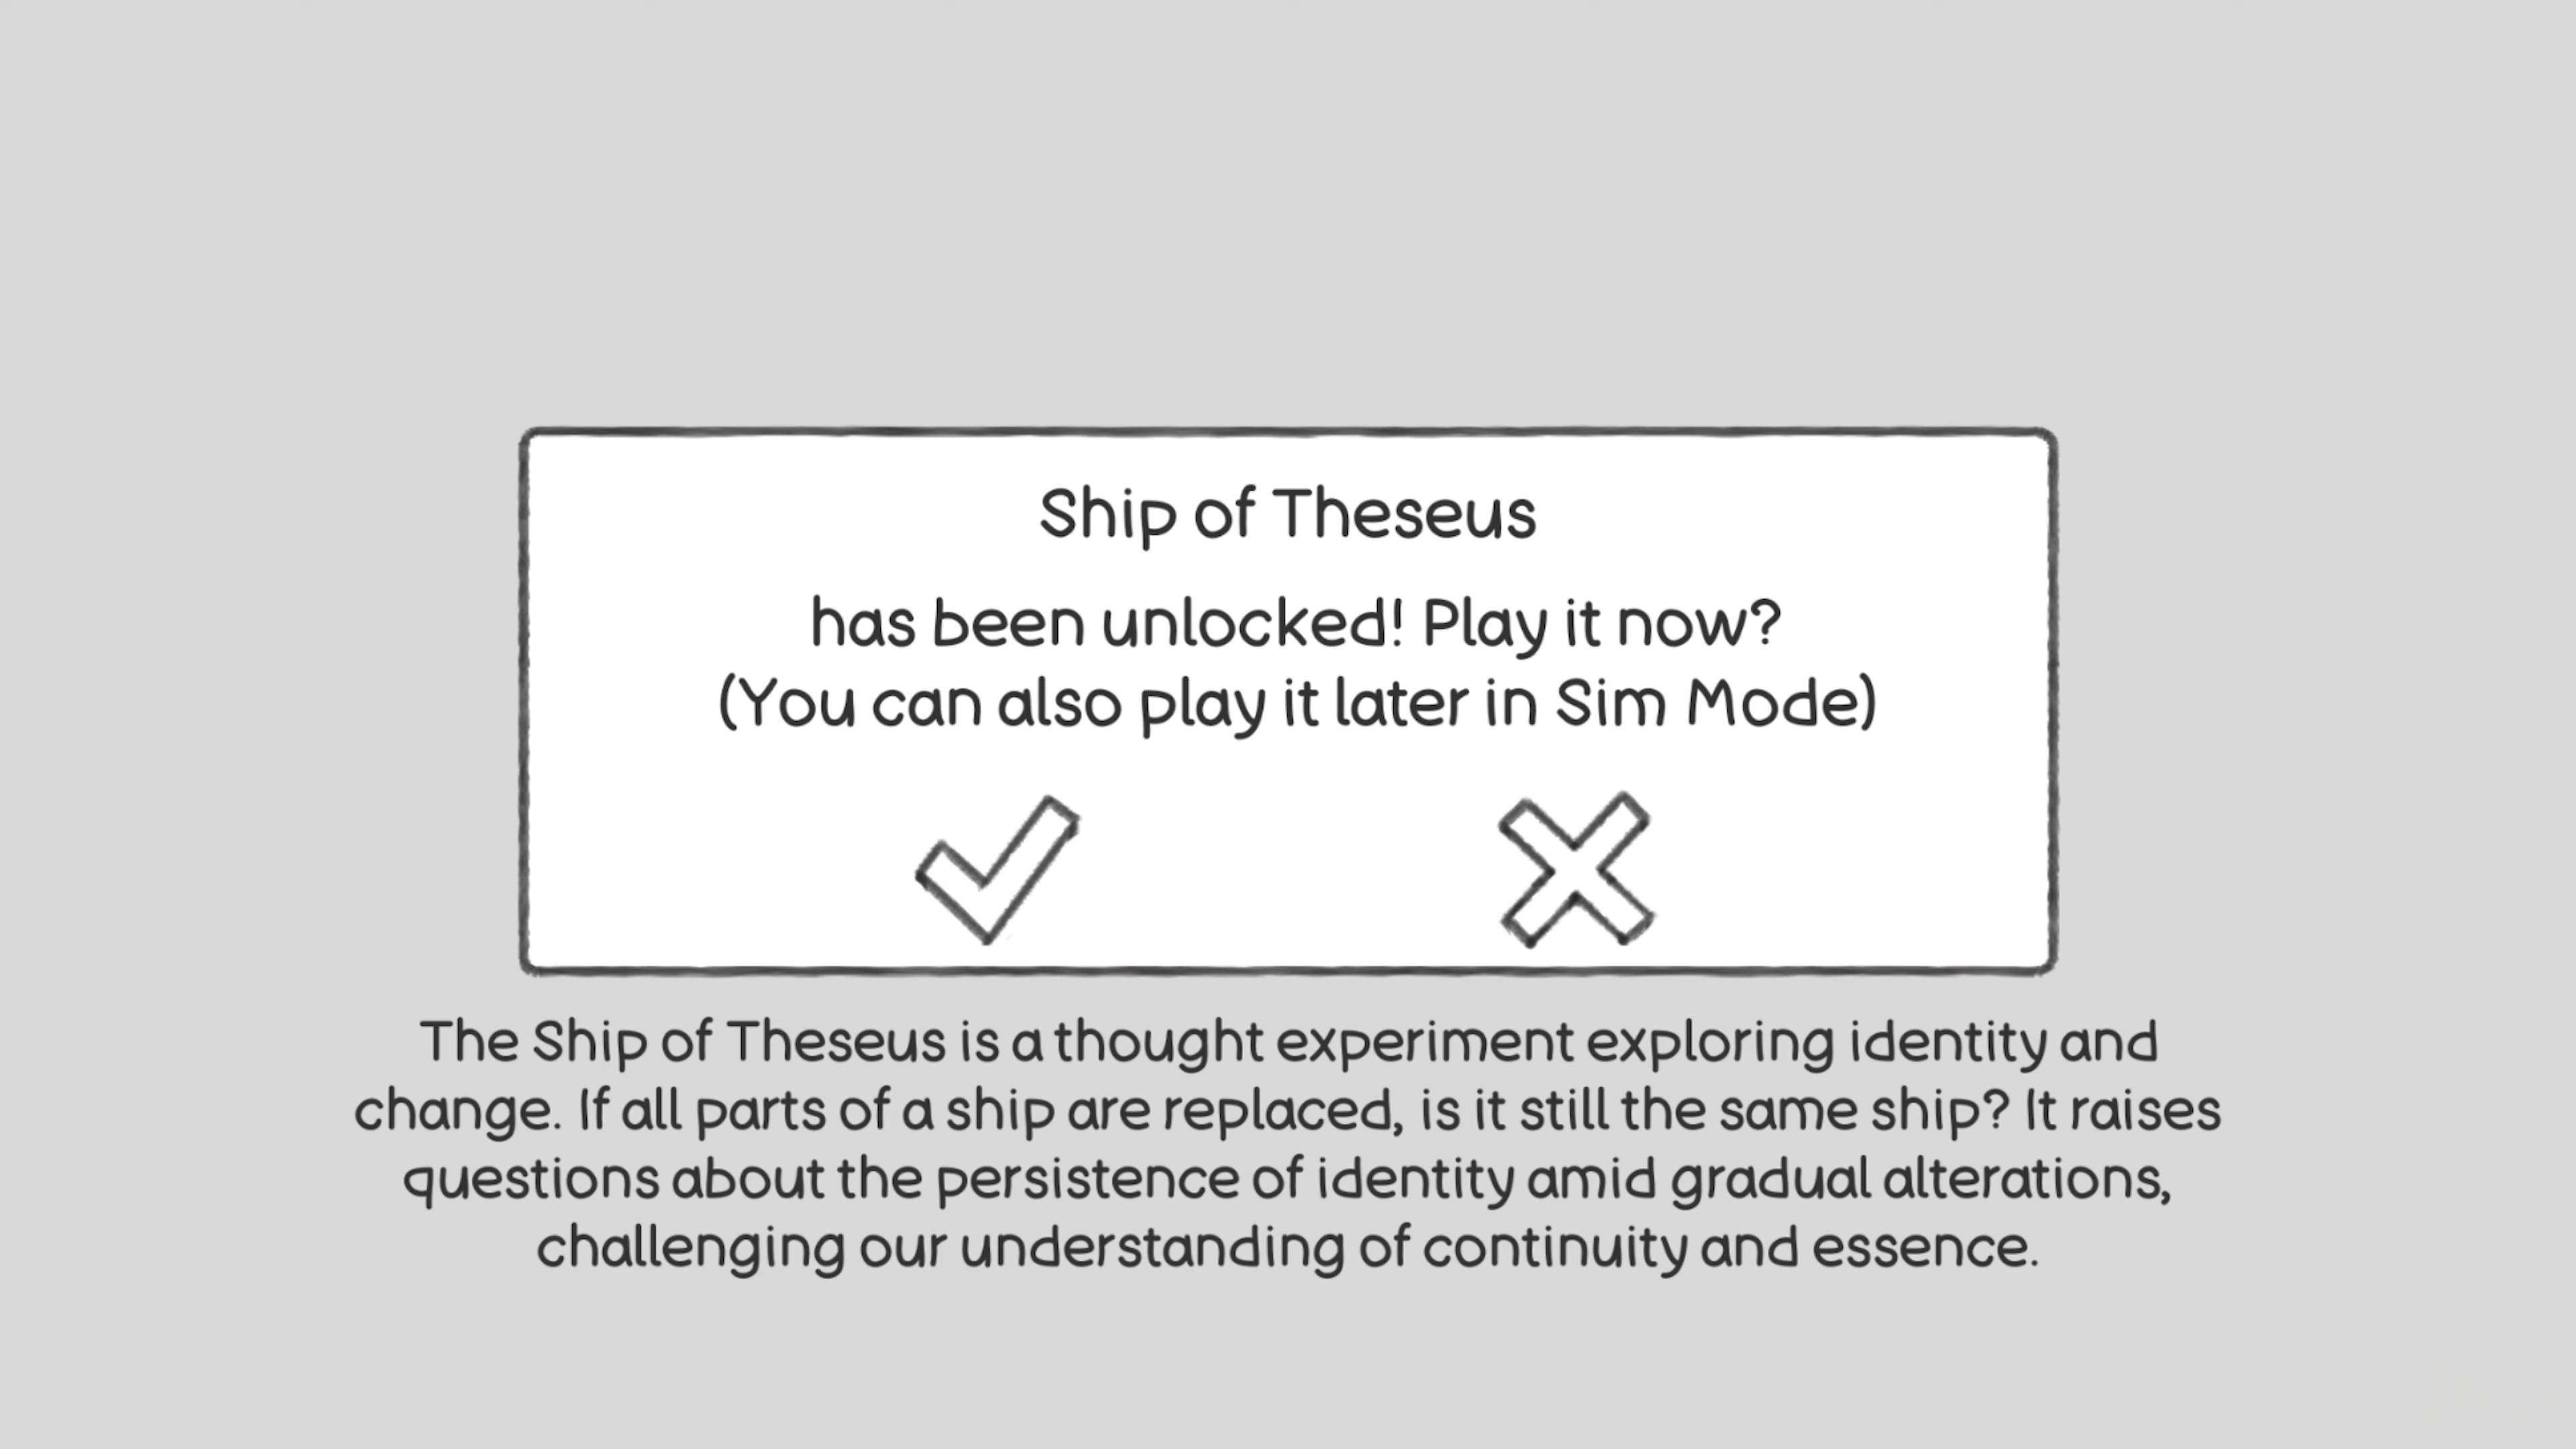 Ship of Theseus
has been unlocked! Play it now?
(You can also play it later in Sim Mode)
The Ship of Theseus is a thought experiment exploring identity and
change. If all parts of a ship are replaced, is it still the same ship? It raises
questions about the persistence of identity amid gradual alterations,
challenging our understanding of continuity and essence.